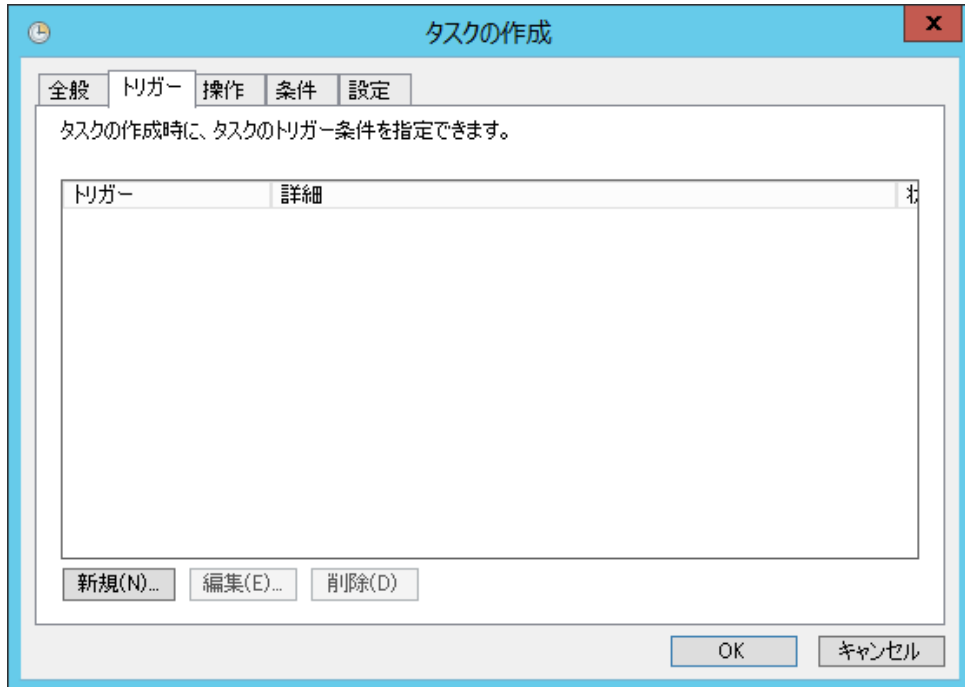 タスクの作成
全般 トリガー 操作 条件 設定
タスクの作成時に、タスクのトリガー条件を指定できます。
トリガー 詳細
新規(N)... 編集(E)... 削除(D)
OK キャンセル